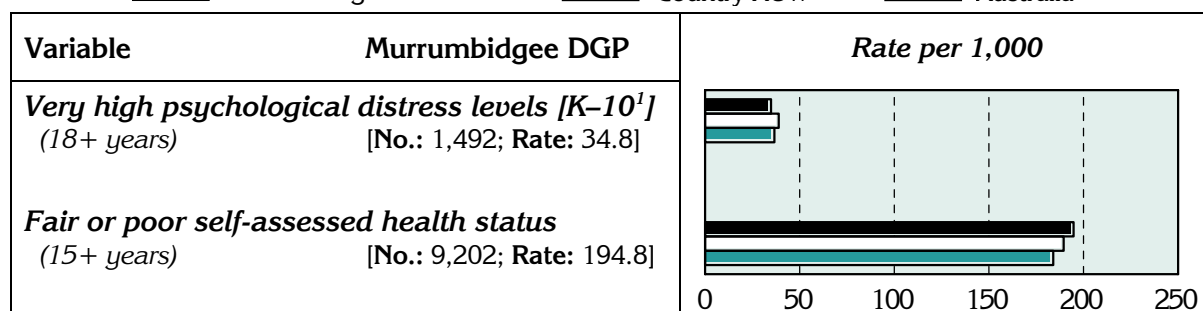 Variable Murrumbidgee DGP Rate per 1,000
Very high psychological distress levels [K–10¹]
(18+ years) [No.: 1,492; Rate: 34.8]
Fair or poor self-assessed health status
(15+ years) [No.: 9,202; Rate: 194.8]
0 50 100 150 200 250